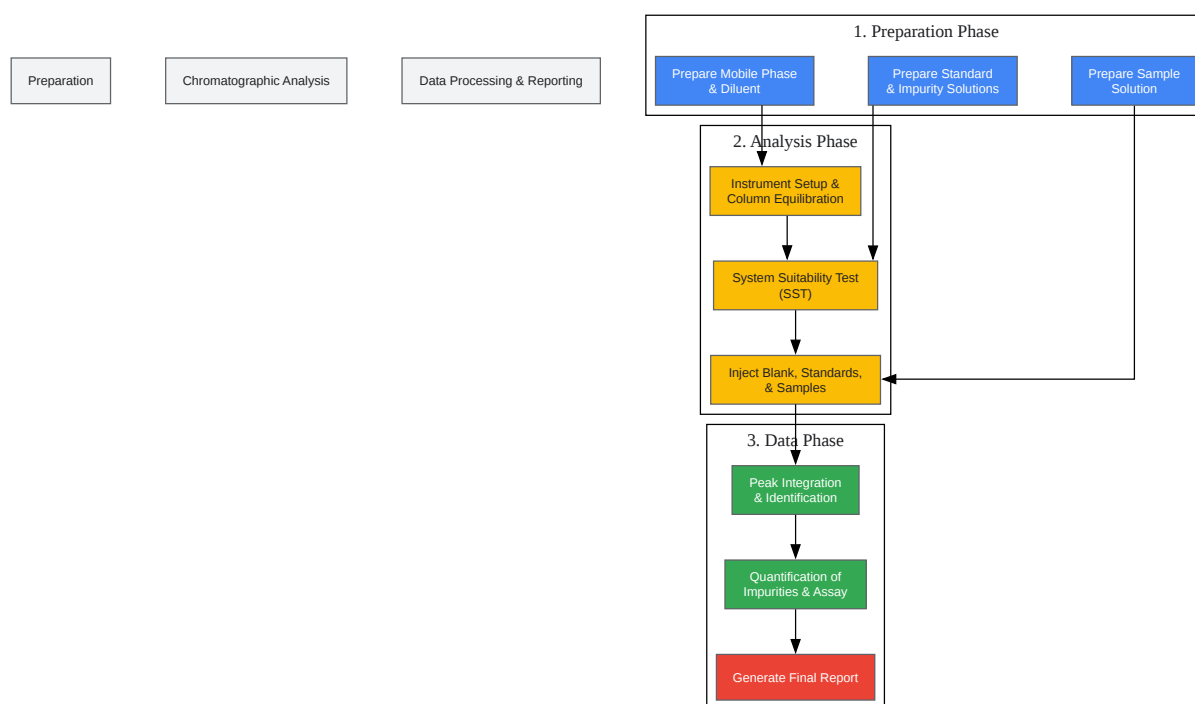 Preparation
Chromatographic Analysis
Data Processing & Reporting
1. Preparation Phase
Prepare Mobile Phase
& Diluent
Prepare Standard
& Impurity Solutions
Prepare Sample
Solution
2. Analysis Phase
Instrument Setup &
Column Equilibration
System Suitability Test
(SST)
Inject Blank, Standards,
& Samples
3. Data Phase
Peak Integration
& Identification
Quantification of
Impurities & Assay
Generate Final Report